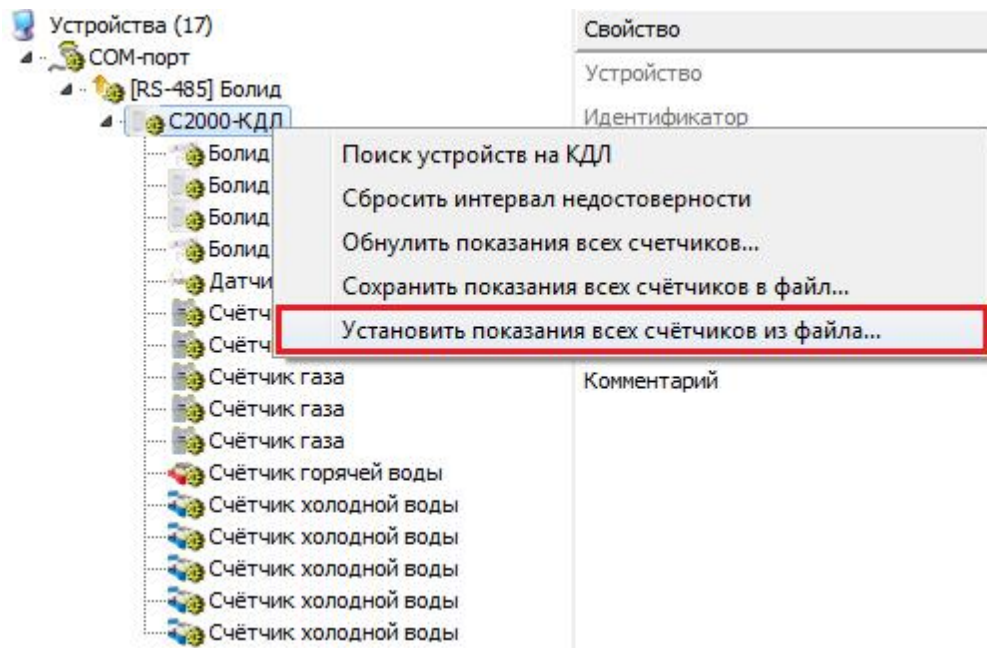 Устройства (17)
Свойство
COM-порт
Устройство
[RS-485] Болид
Идентификатор
С2000-КДЛ
Поиск устройств на КДЛ
Болид
Сбросить интервал недостоверности
Болид
Обнулить показания всех счетчиков...
Болид
Болид
Сохранить показания всех счётчиков в файл...
Установить показания всех счётчиков из файла...
Счётчик газа
Комментарий
Счётчик газа
Счётчик газа
Счётчик горячей воды
Счётчик холодной воды
Счётчик холодной воды
Счётчик холодной воды
Счётчик холодной воды
Счётчик холодной воды